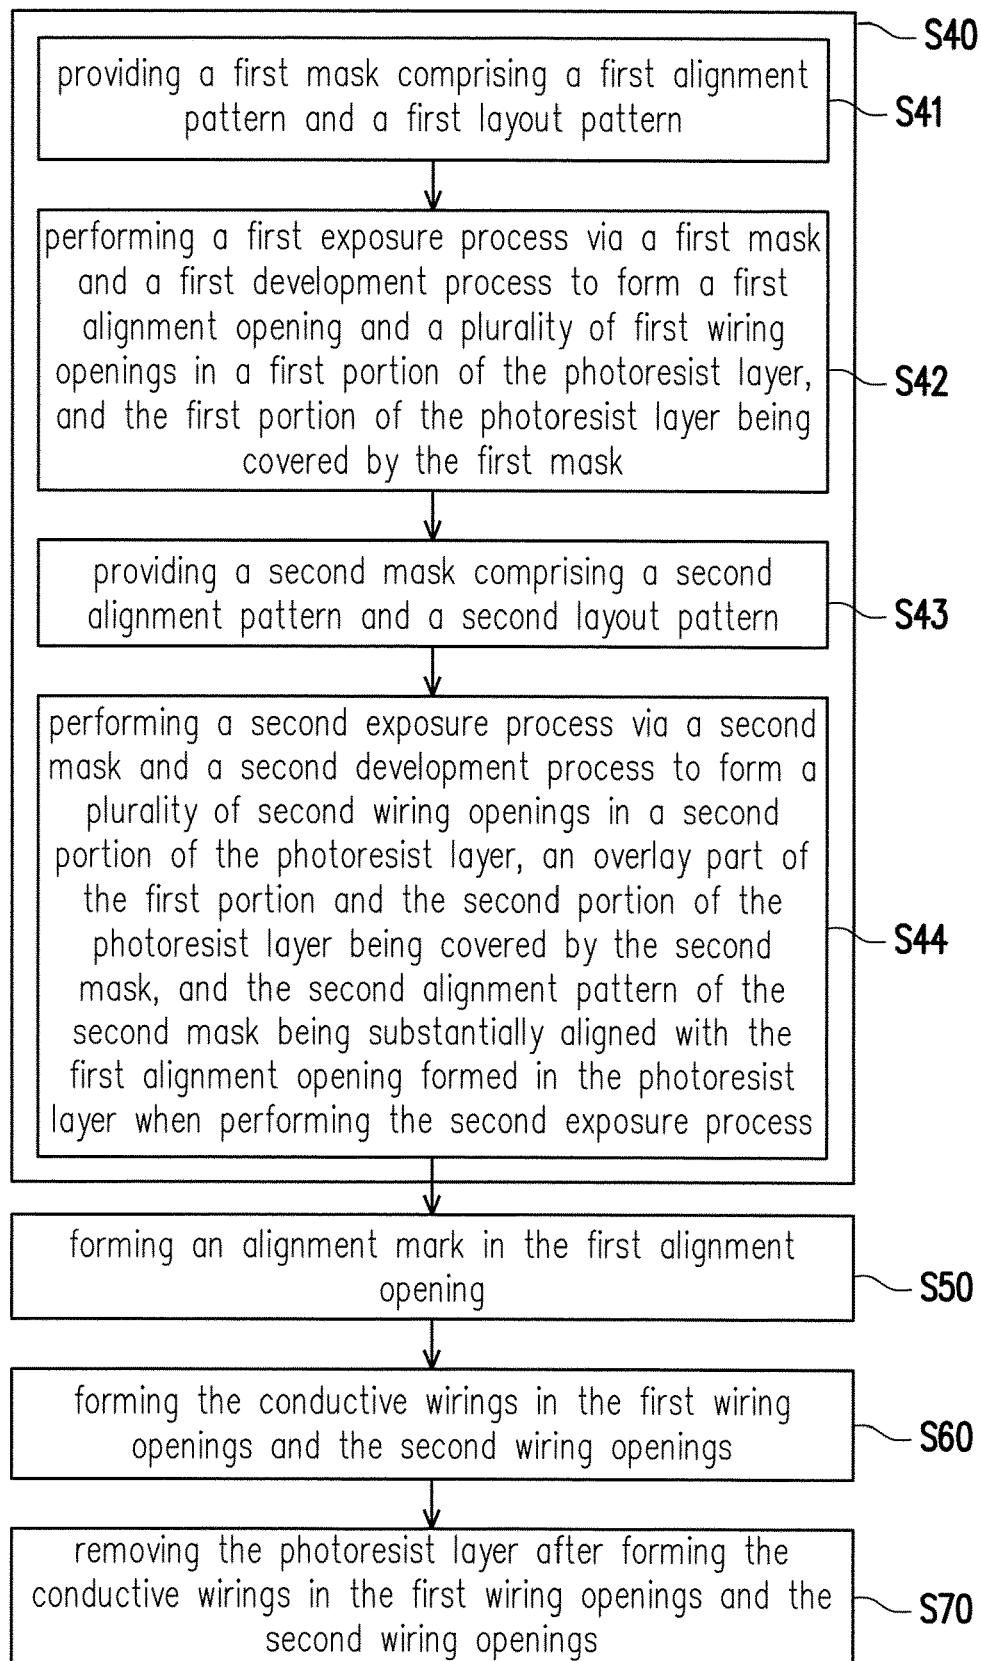 S40
providing a first mask comprising a first alignment
pattern and a first layout pattern
S41
performing a first exposure process via a first mask
and a first development process to form a first
alignment opening and a plurality of first wiring
openings in a first portion of the photoresist layer,
and the first portion of the photoresist layer being
covered by the first mask
S42
providing a second mask comprising a second
alignment pattern and a second layout pattern
S43
performing a second exposure process via a second
mask and a second development process to form a
plurality of second wiring openings in a second
portion of the photoresist layer, an overlay part of
the first portion and the second portion of the
photoresist layer being covered by the second
mask, and the second alignment pattern of the
second mask being substantially aligned with the
first alignment opening formed in the photoresist
layer when performing the second exposure process
S44
forming an alignment mark in the first alignment
opening
S50
forming the conductive wirings in the first wiring
openings and the second wiring openings
S60
removing the photoresist layer after forming the
conductive wirings in the first wiring openings and the
second wiring openings
S70